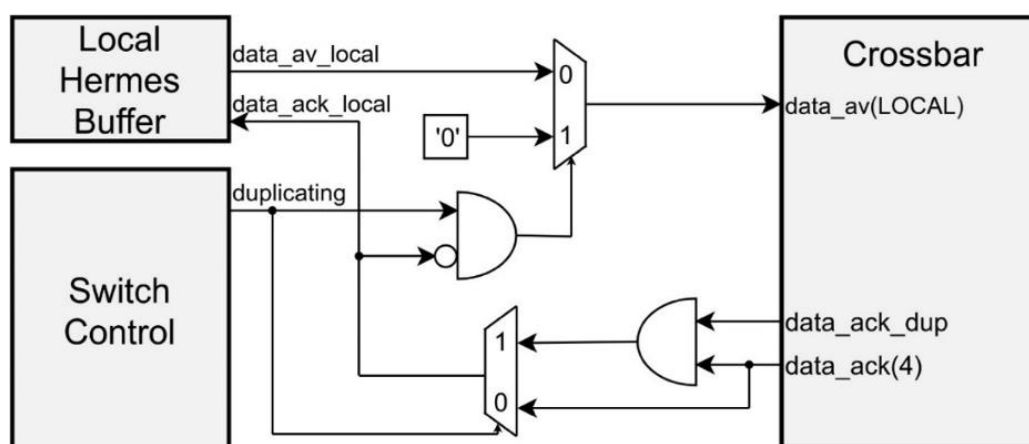 Local
Hermes
Buffer
data_av_local
data_ack_local
'0'
0
1
Crossbar
data_av(LOCAL)
Switch
Control
duplicating
1
0
data_ack_dup
data_ack(4)